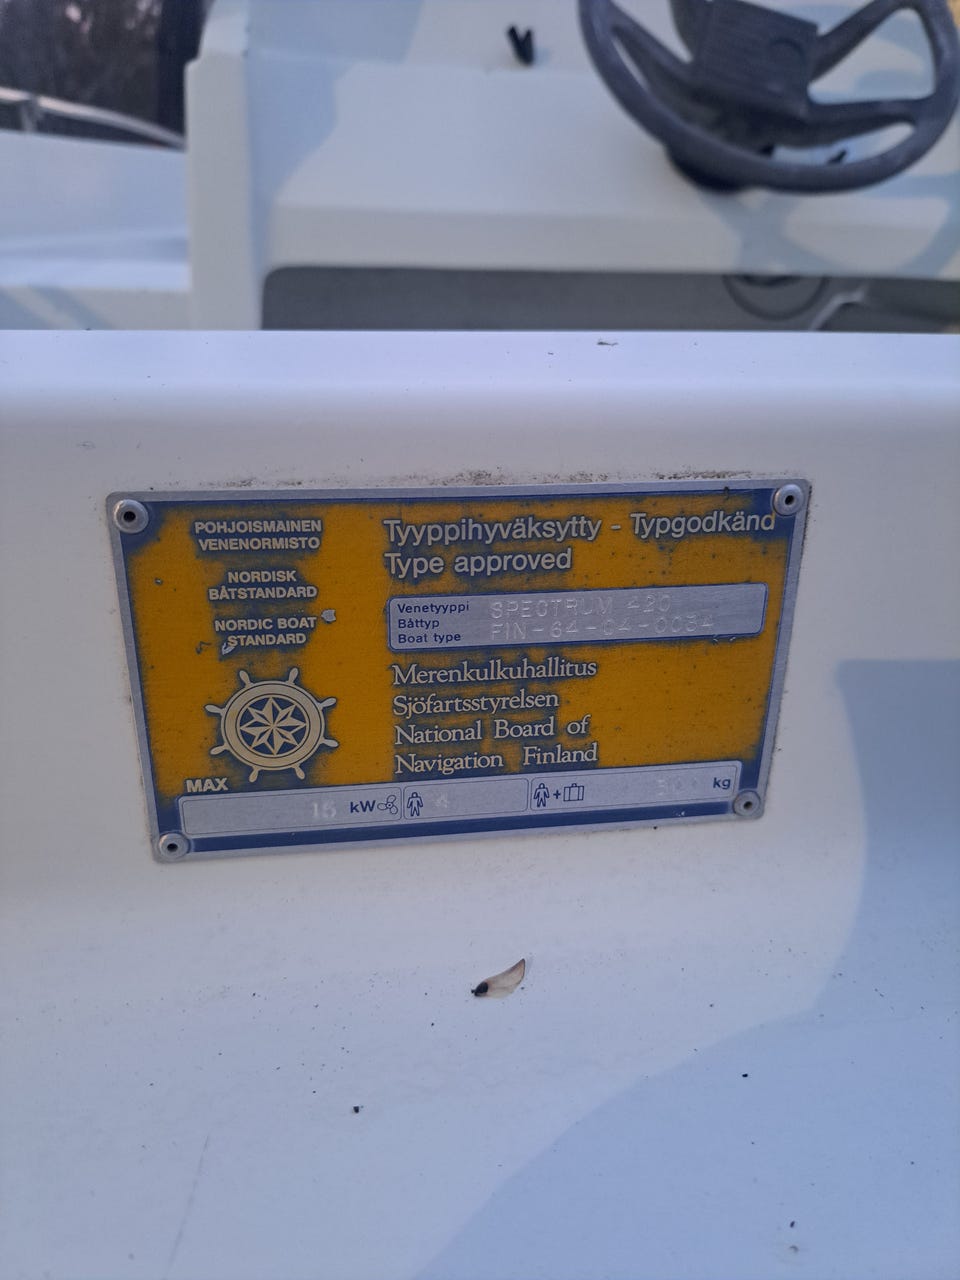 POHJOISMAINEN
VENENORMISTO
NORDISK
BÅTSTANDARD
NORDIC BOAT
STANDARD
Tyyppihyväksytty - Typgodkänd
Type approved
Venetyyppi
Båttyp
Boat type
SPECTRUM 420
FIN-64-04-0034
Merenkulkuhallitus
Sjöfartsstyrelsen
National Board of
Navigation Finland
MAX
15 kW
4
+
kg